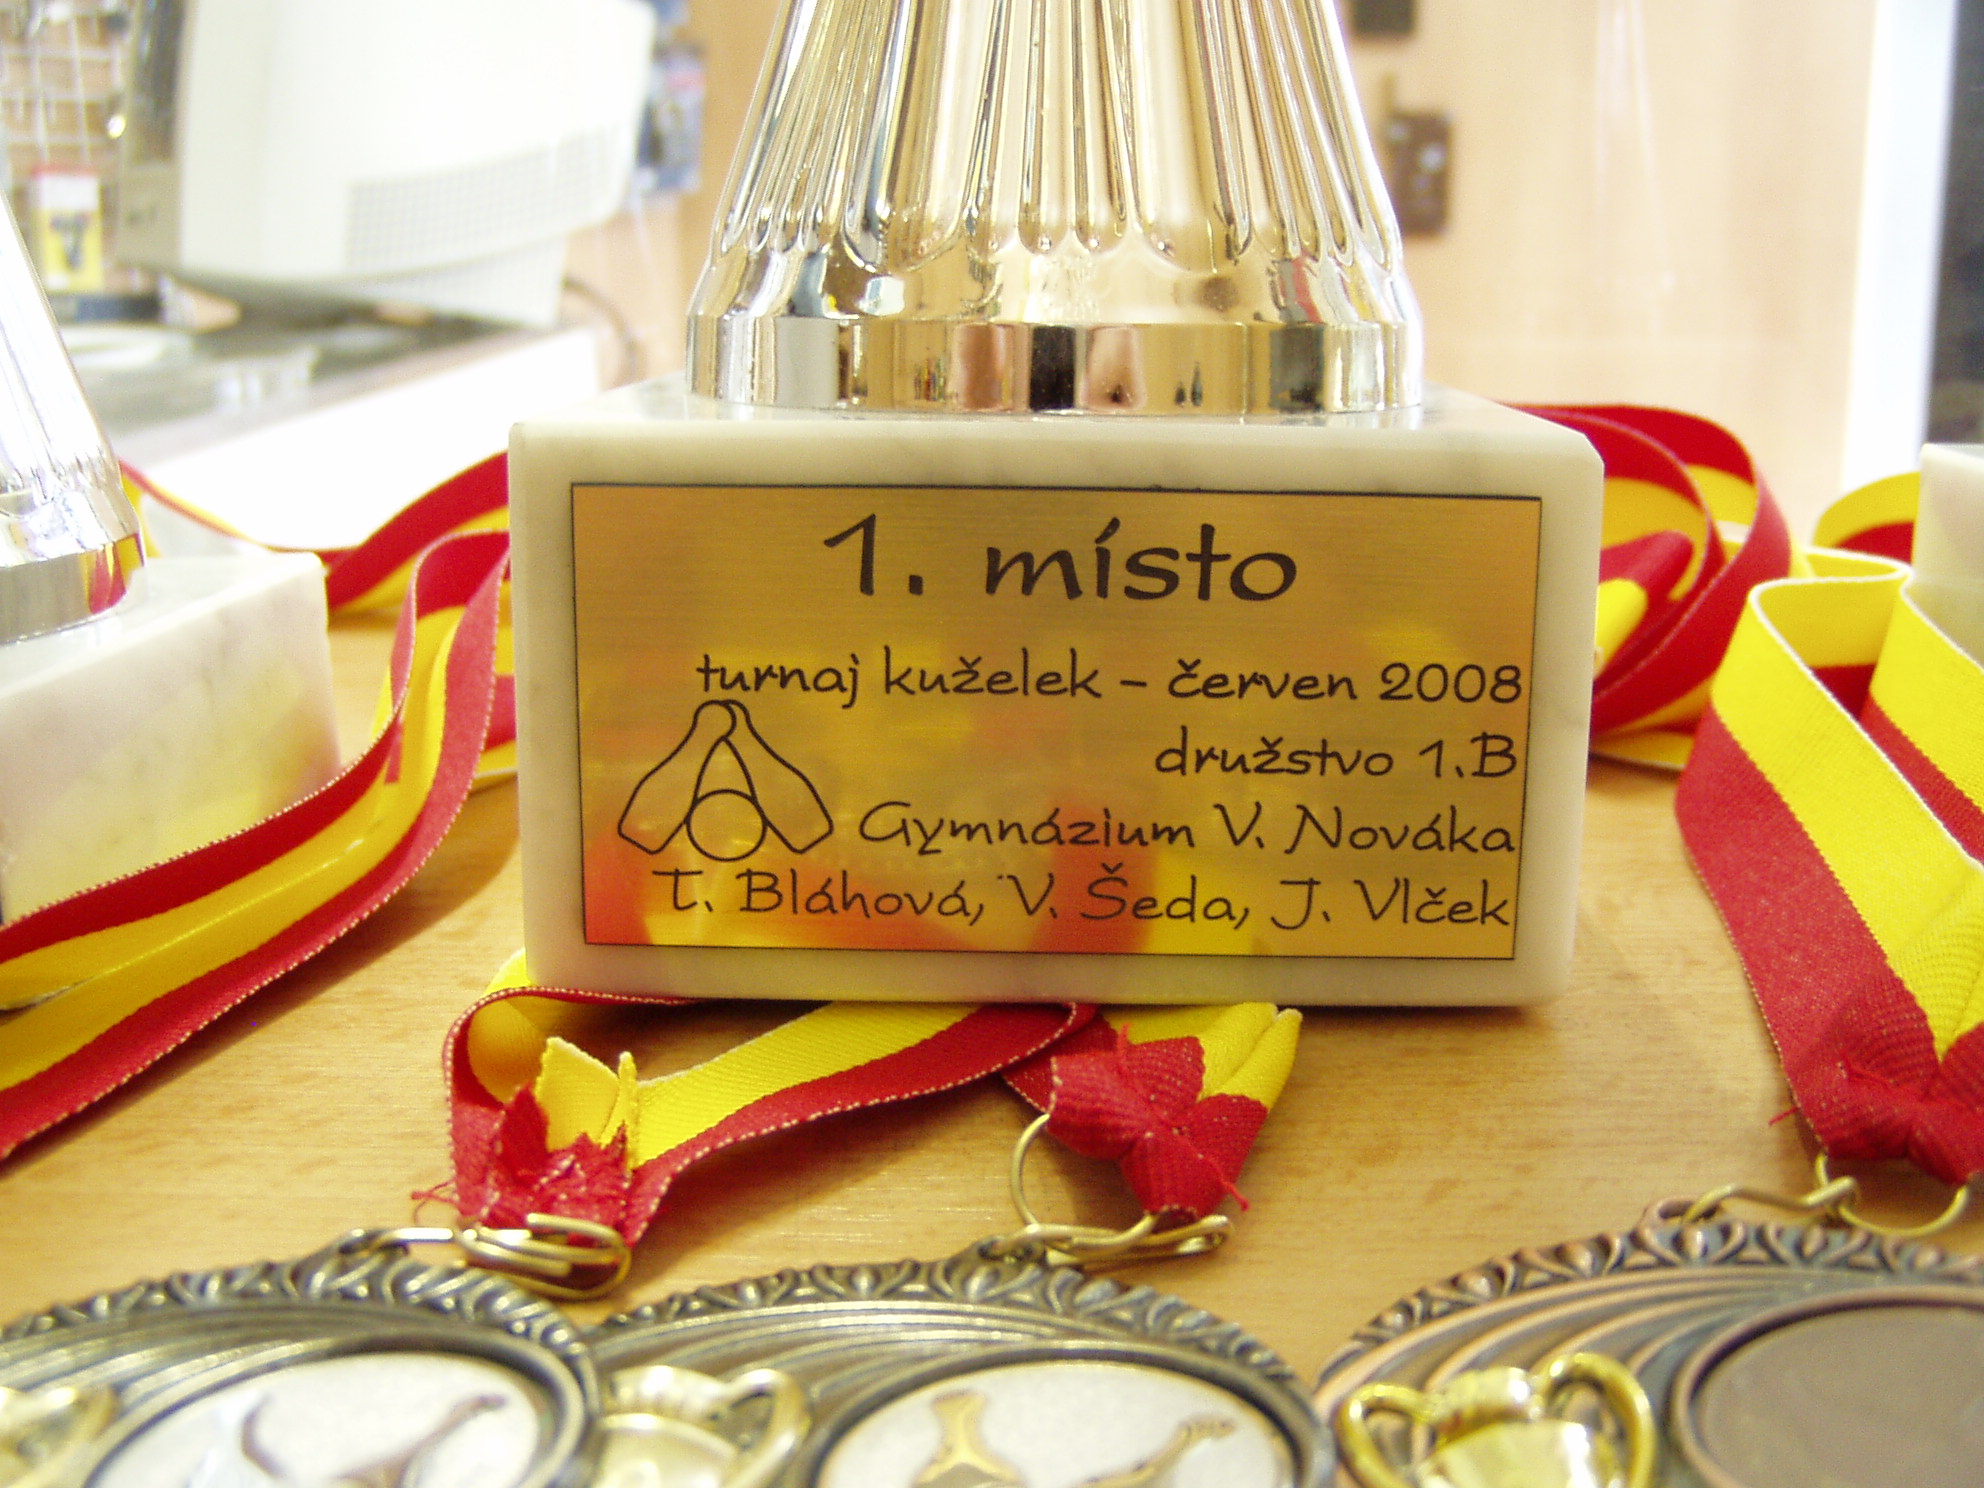 1. místo
turnaj kuželek - červen 2008
družstvo 1.B
Gymnázium V. Nováka
T. Bláhová, V. Šeda, J. Vlček